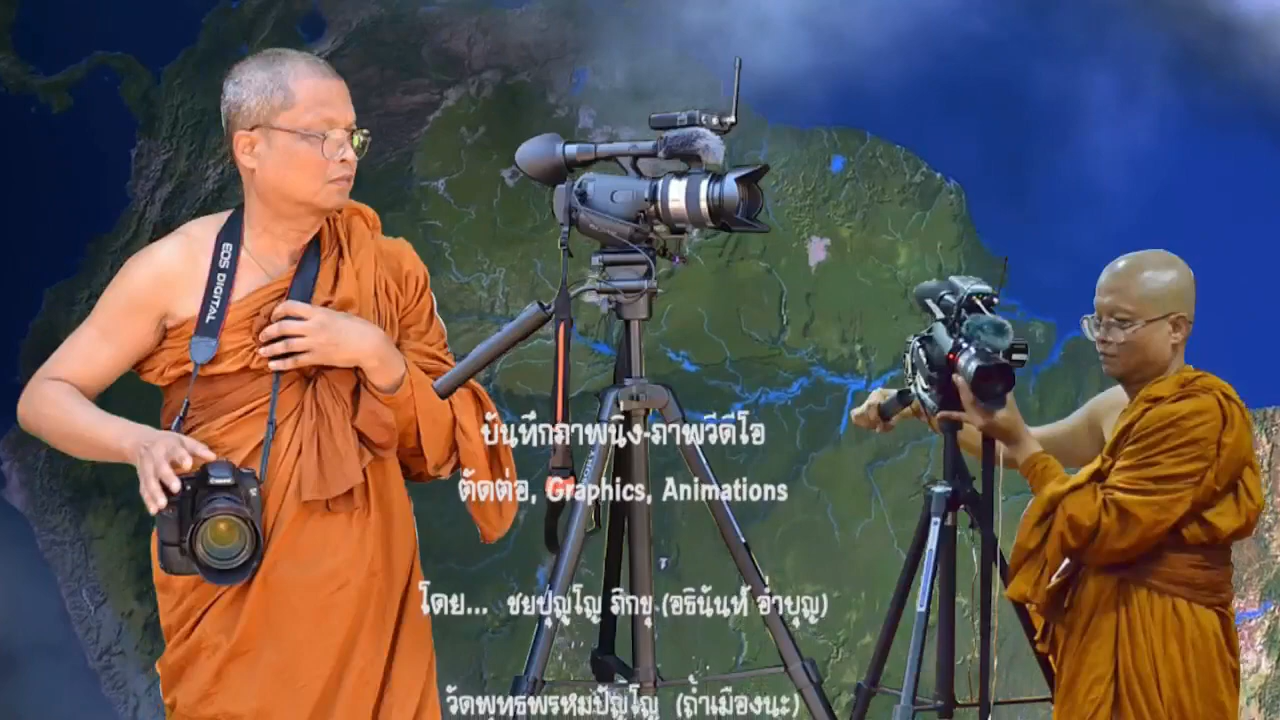 EOS DIGITAL
Canon
บันทึกภาพนิ่ง-ภาพวีดีโอ
ตัดต่อ, Graphics, Animations
โดย... ชยปุญฺโญ ภิกขุ (อธินันท์ อ่ำบุญ)
วัดพุทธพรหมปัญโญ (ถ้ำเมืองนะ)